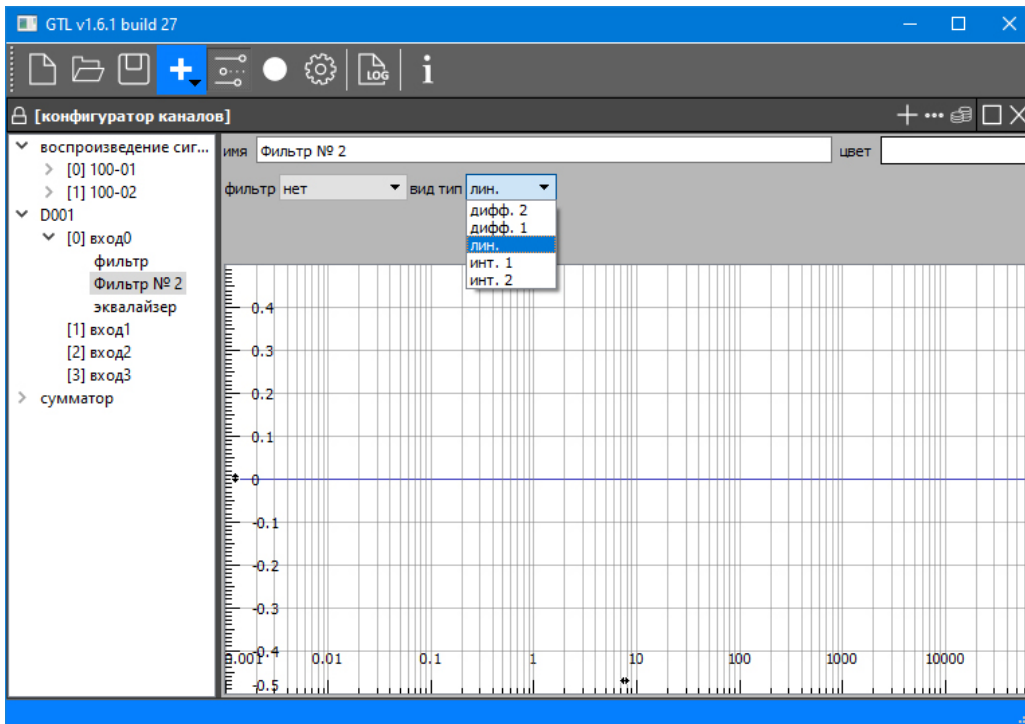 GTL v1.6.1 build 27
LOG
[конфигуратор каналов]
воспроизведение сиг...
[0] 100-01
[1] 100-02
D001
[0] вход0
фильтр
Фильтр № 2
эквалайзер
[1] вход1
[2] вход2
[3] вход3
сумматор
имя Фильтр № 2 цвет
фильтр нет вид тип лин.
дифф. 2
дифф. 1
лин.
инт. 1
инт. 2
0.4
0.3
0.2
0.1
0
-0.1
-0.2
-0.3
-0.4
-0.5
0.001 0.01 0.1 1 10 100 1000 10000